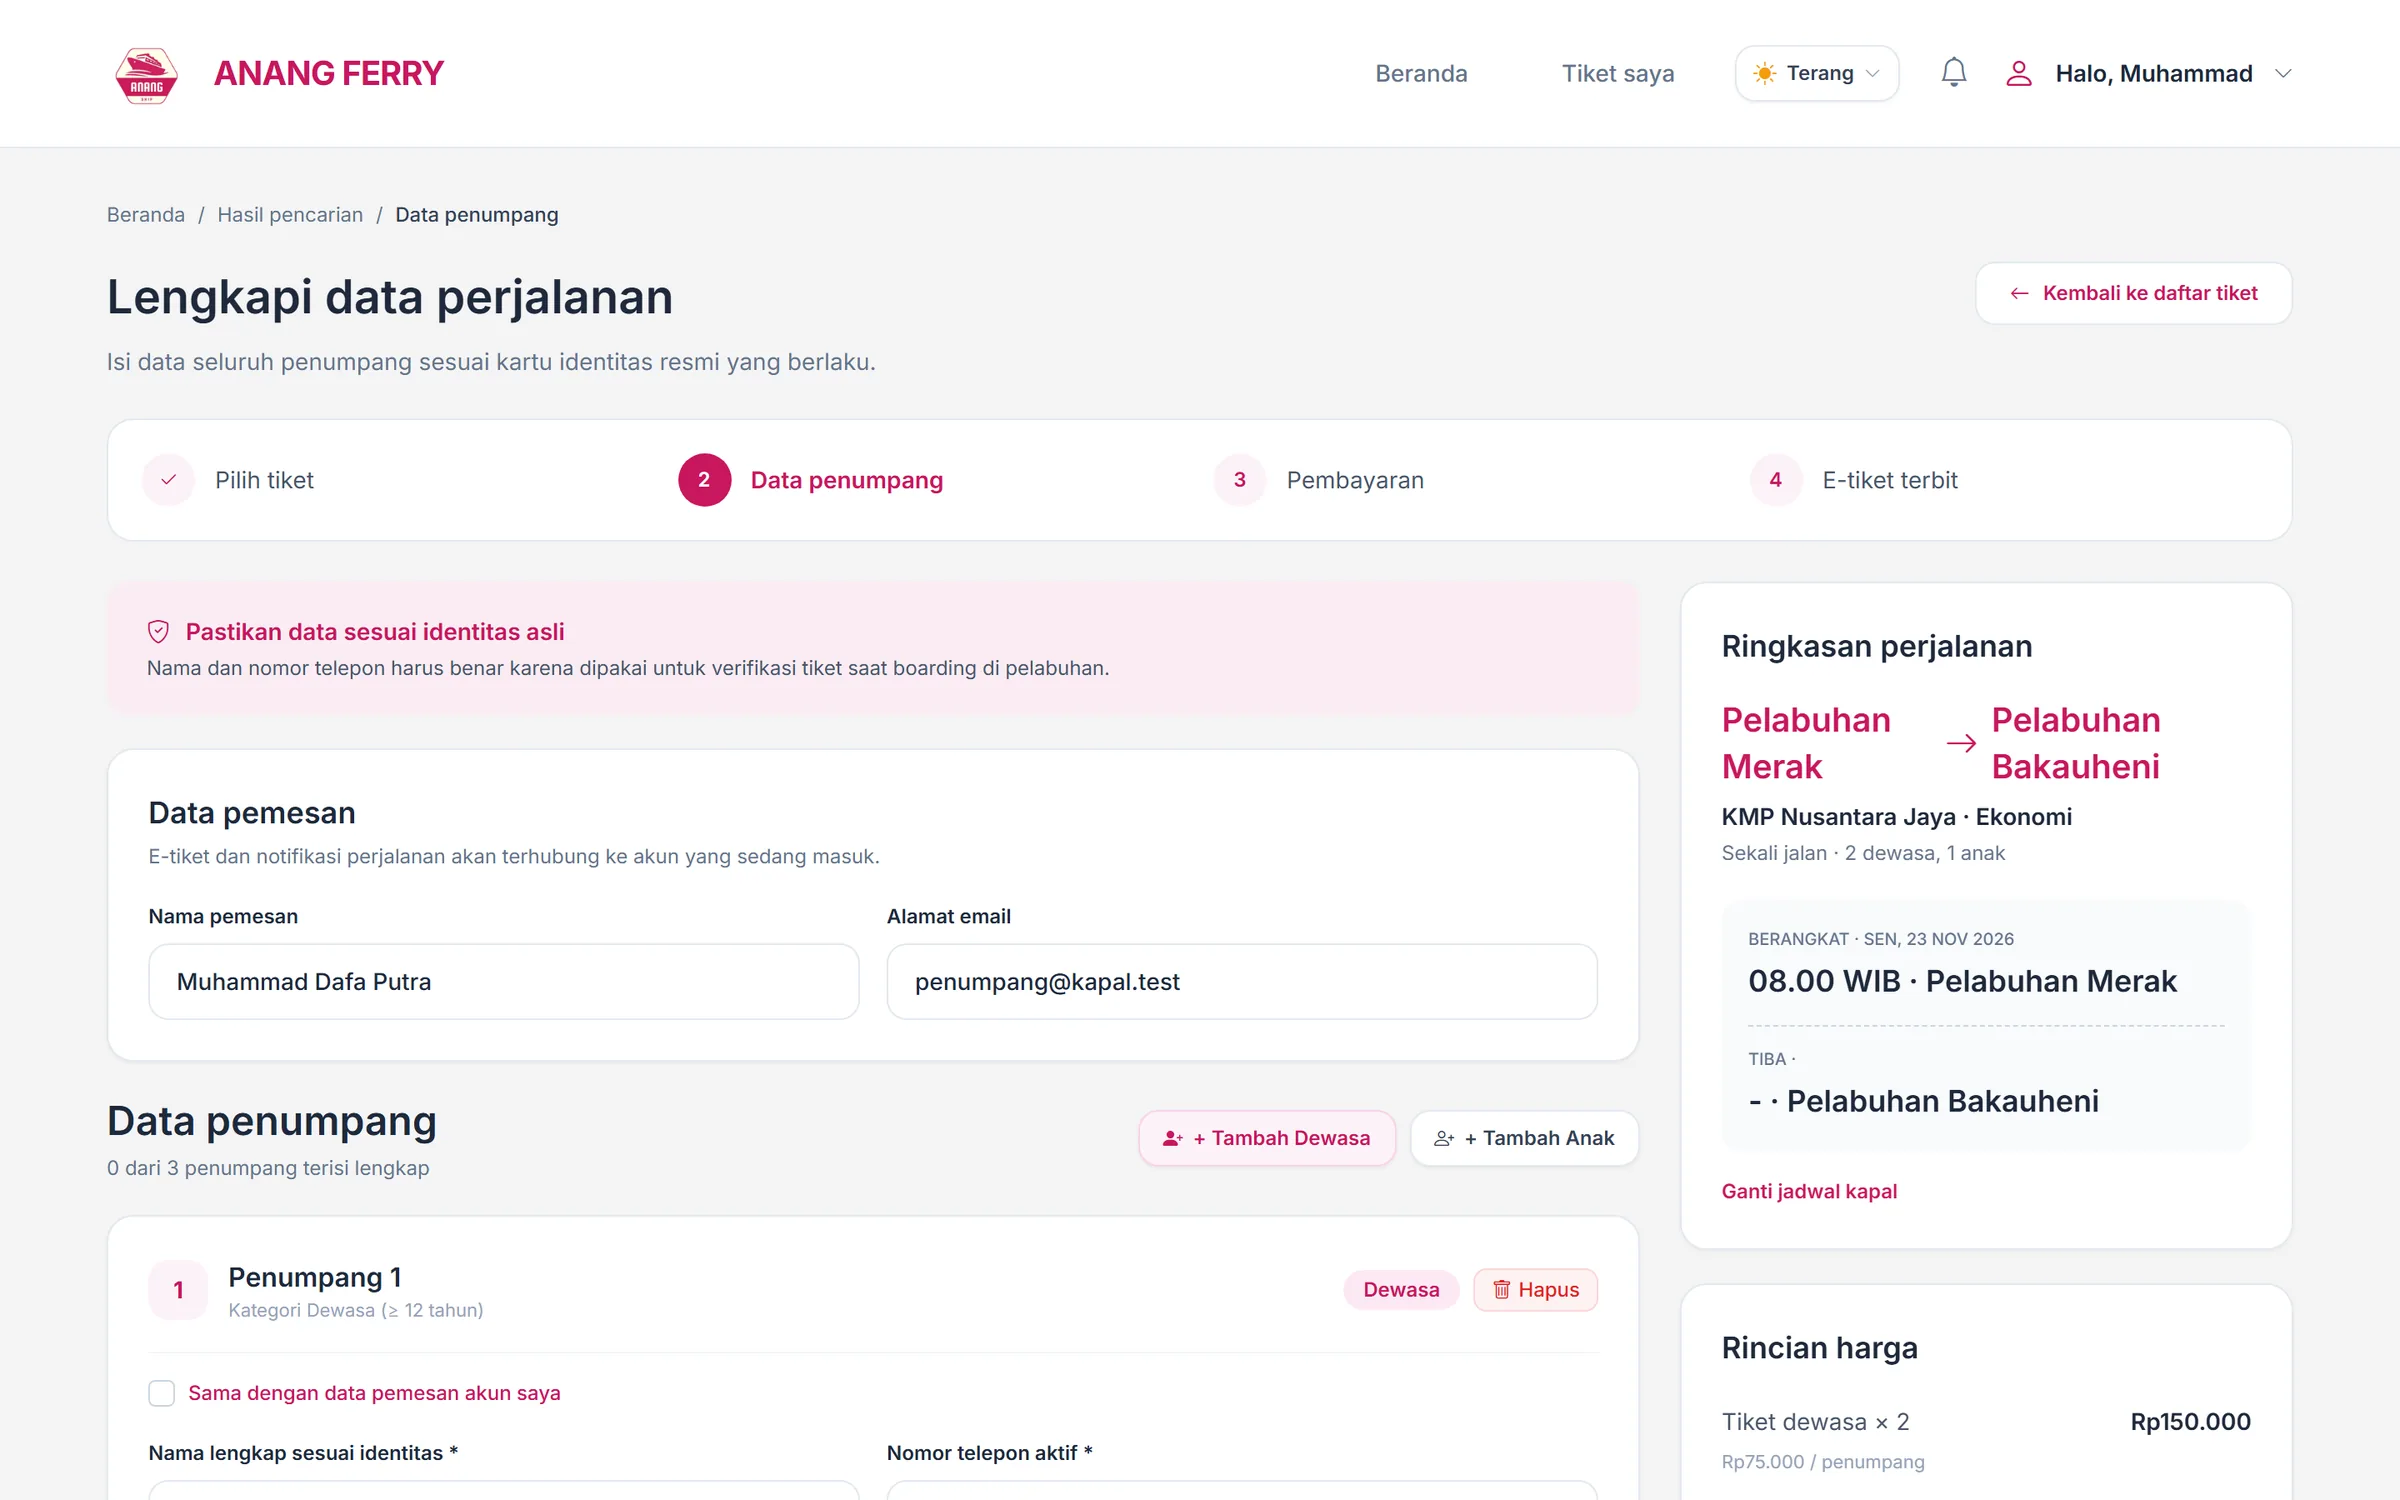 ANANG
SHIP
ANANG FERRY
Beranda
Tiket saya
Terang
Halo, Muhammad
Beranda / Hasil pencarian / Data penumpang
Lengkapi data perjalanan
Isi data seluruh penumpang sesuai kartu identitas resmi yang berlaku.
← Kembali ke daftar tiket
Pilih tiket
2 Data penumpang
3 Pembayaran
4 E-tiket terbit
Pastikan data sesuai identitas asli
Nama dan nomor telepon harus benar karena dipakai untuk verifikasi tiket saat boarding di pelabuhan.
Data pemesan
E-tiket dan notifikasi perjalanan akan terhubung ke akun yang sedang masuk.
Nama pemesan
Muhammad Dafa Putra
Alamat email
penumpang@kapal.test
Data penumpang
0 dari 3 penumpang terisi lengkap
+ Tambah Dewasa
+ Tambah Anak
1
Penumpang 1
Kategori Dewasa (≥ 12 tahun)
Dewasa
Hapus
Sama dengan data pemesan akun saya
Nama lengkap sesuai identitas *
Nomor telepon aktif *
Ringkasan perjalanan
Pelabuhan Merak → Pelabuhan Bakauheni
KMP Nusantara Jaya · Ekonomi
Sekali jalan · 2 dewasa, 1 anak
BERANGKAT · SEN, 23 NOV 2026
08.00 WIB · Pelabuhan Merak
TIBA ·
- · Pelabuhan Bakauheni
Ganti jadwal kapal
Rincian harga
Tiket dewasa × 2
Rp150.000
Rp75.000 / penumpang